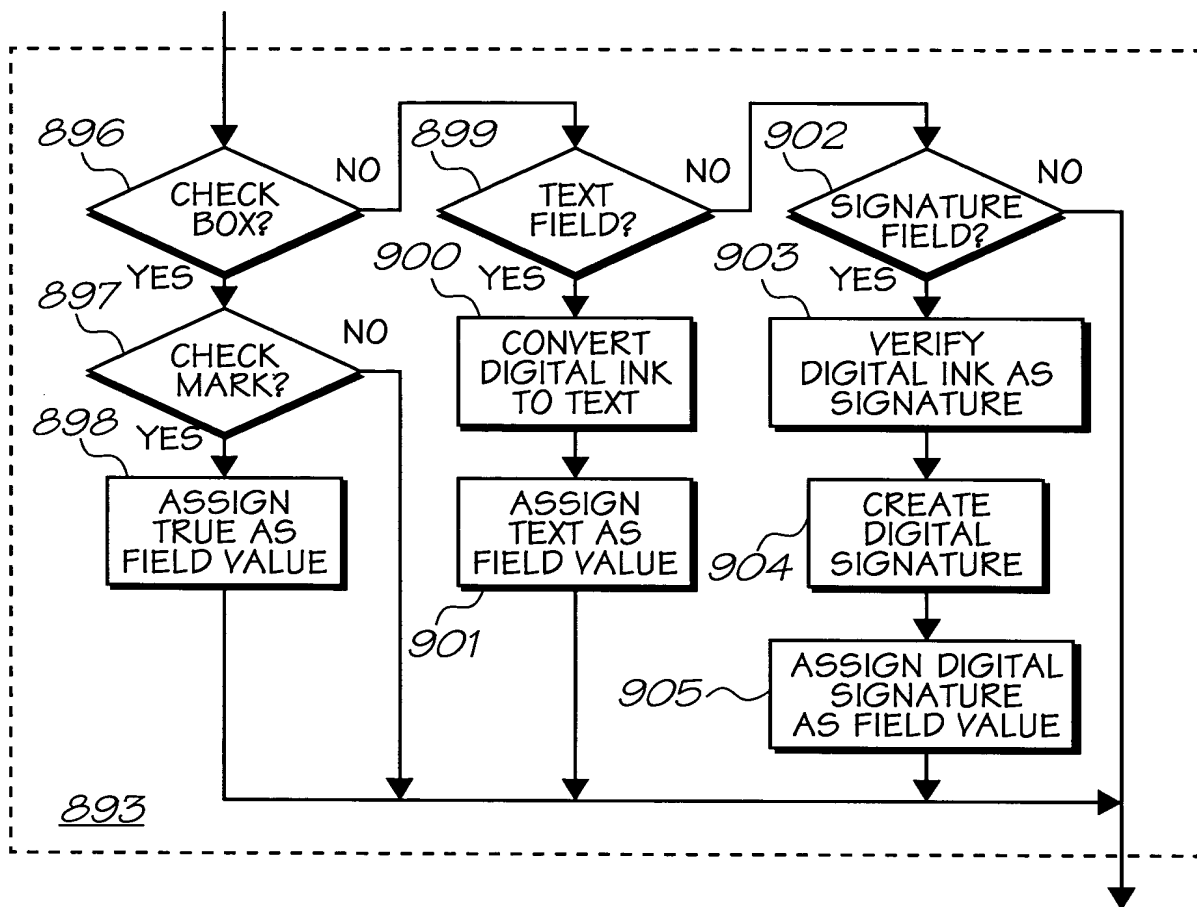 896
CHECK
BOX?
NO
YES
897
CHECK
MARK?
NO
YES
898
ASSIGN
TRUE AS
FIELD VALUE
899
TEXT
FIELD?
NO
YES
900
CONVERT
DIGITAL INK
TO TEXT
ASSIGN
TEXT AS
FIELD VALUE
901
902
SIGNATURE
FIELD?
NO
YES
903
VERIFY
DIGITAL INK AS
SIGNATURE
CREATE
DIGITAL
SIGNATURE
904
ASSIGN DIGITAL
SIGNATURE
AS FIELD VALUE
905
893